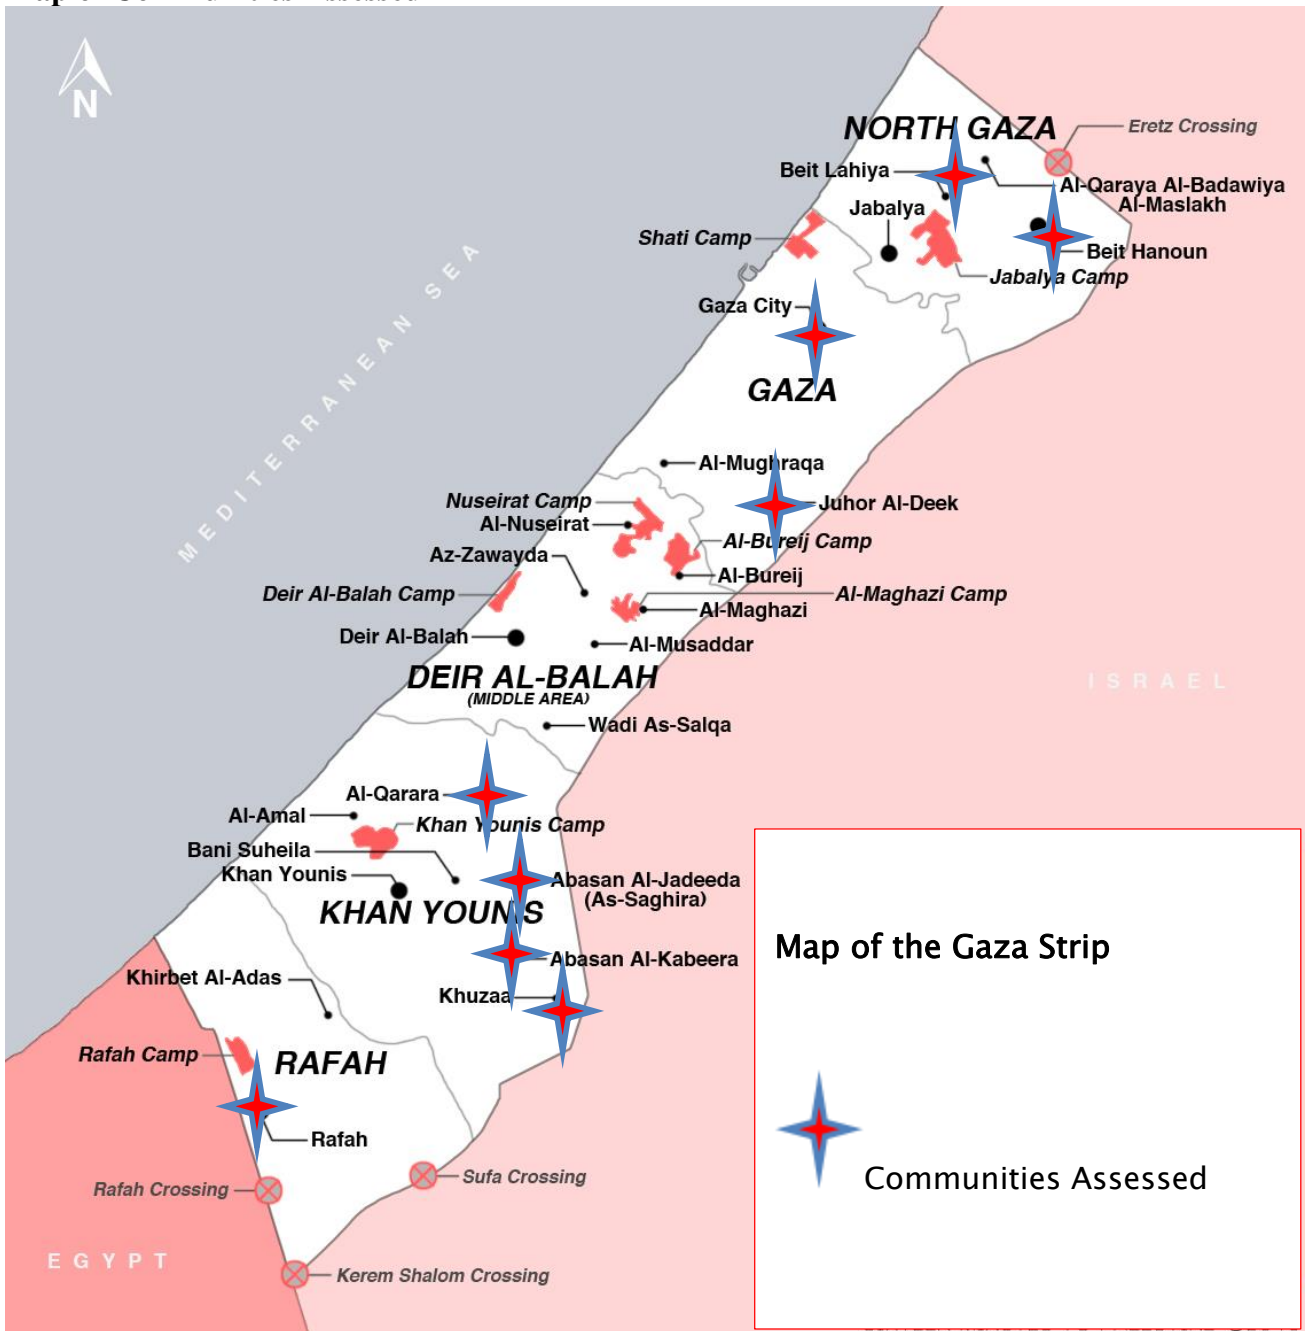 Map of Communities Assessed
N
NORTH GAZA
Eretz Crossing
Beit Lahiya
Al-Qaraya Al-Badawiya
Al-Maslakh
Jabalya
Shati Camp
Beit Hanoun
Jabalya Camp
Gaza City
MEDITERRANEAN SEA
GAZA
Al-Mughraqa
Nuseirat Camp
Juhor Al-Deek
Al-Nuseirat
Al-Bureij Camp
Az-Zawayda
Al-Bureij
Deir Al-Balah Camp
Al-Maghazi Camp
Al-Maghazi
Deir Al-Balah
Al-Musaddar
DEIR AL-BALAH
(MIDDLE AREA)
ISRAEL
Wadi As-Salqa
Al-Qarara
Al-Amal
Khan Younis Camp
Bani Suheila
Khan Younis
Abasan Al-Jadeeda
(As-Saghira)
KHAN YOUNIS
Abasan Al-Kabeera
Khirbet Al-Adas
Khuzaa
Rafah Camp
RAFAH
Rafah
Rafah Crossing
Sufa Crossing
EGYPT
Kerem Shalom Crossing
Map of the Gaza Strip
Communities Assessed